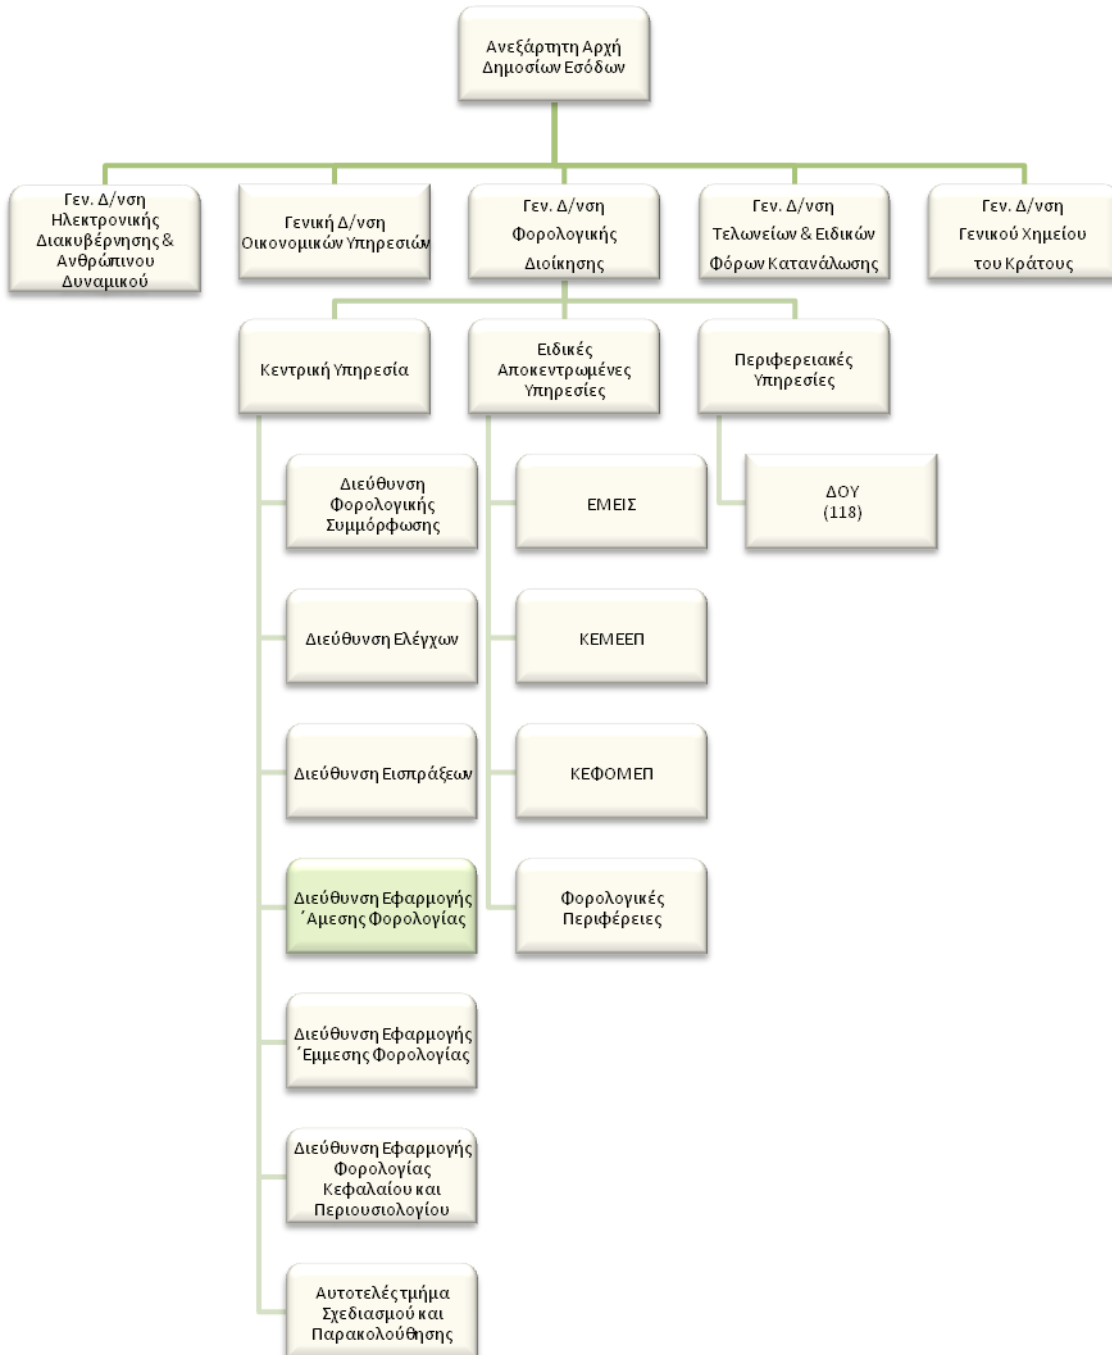 Ανεξάρτητη Αρχή
Δημοσίων Εσόδων
Γεν. Δ/νση
Ηλεκτρονικής
Διακυβέρνησης &
Ανθρώπινου
Δυναμικού
Γενική Δ/νση
Οικονομικών Υπηρεσιών
Γεν. Δ/νση
Φορολογικής
Διοίκησης
Γεν. Δ/νση
Τελωνείων & Ειδικών
Φόρων Κατανάλωσης
Γεν. Δ/νση
Γενικού Χημείου
του Κράτους
Κεντρική Υπηρεσία
Ειδικές
Αποκεντρωμένες
Υπηρεσίες
Περιφερειακές
Υπηρεσίες
Διεύθυνση
Φορολογικής
Συμμόρφωσης
ΕΜΕΙΣ
ΔΟΥ
(118)
Διεύθυνση Ελέγχων
ΚΕΜΕΕΠ
Διεύθυνση Εισπράξεων
ΚΕΦΟΜΕΠ
Διεύθυνση Εφαρμογής
΄Αμεσης Φορολογίας
Φορολογικές
Περιφέρειες
Διεύθυνση Εφαρμογής
΄Εμμεσης Φορολογίας
Διεύθυνση Εφαρμογής
Φορολογίας
Κεφαλαίου και
Περιουσιολογίου
Αυτοτελές τμήμα
Σχεδιασμού και
Παρακολούθησης